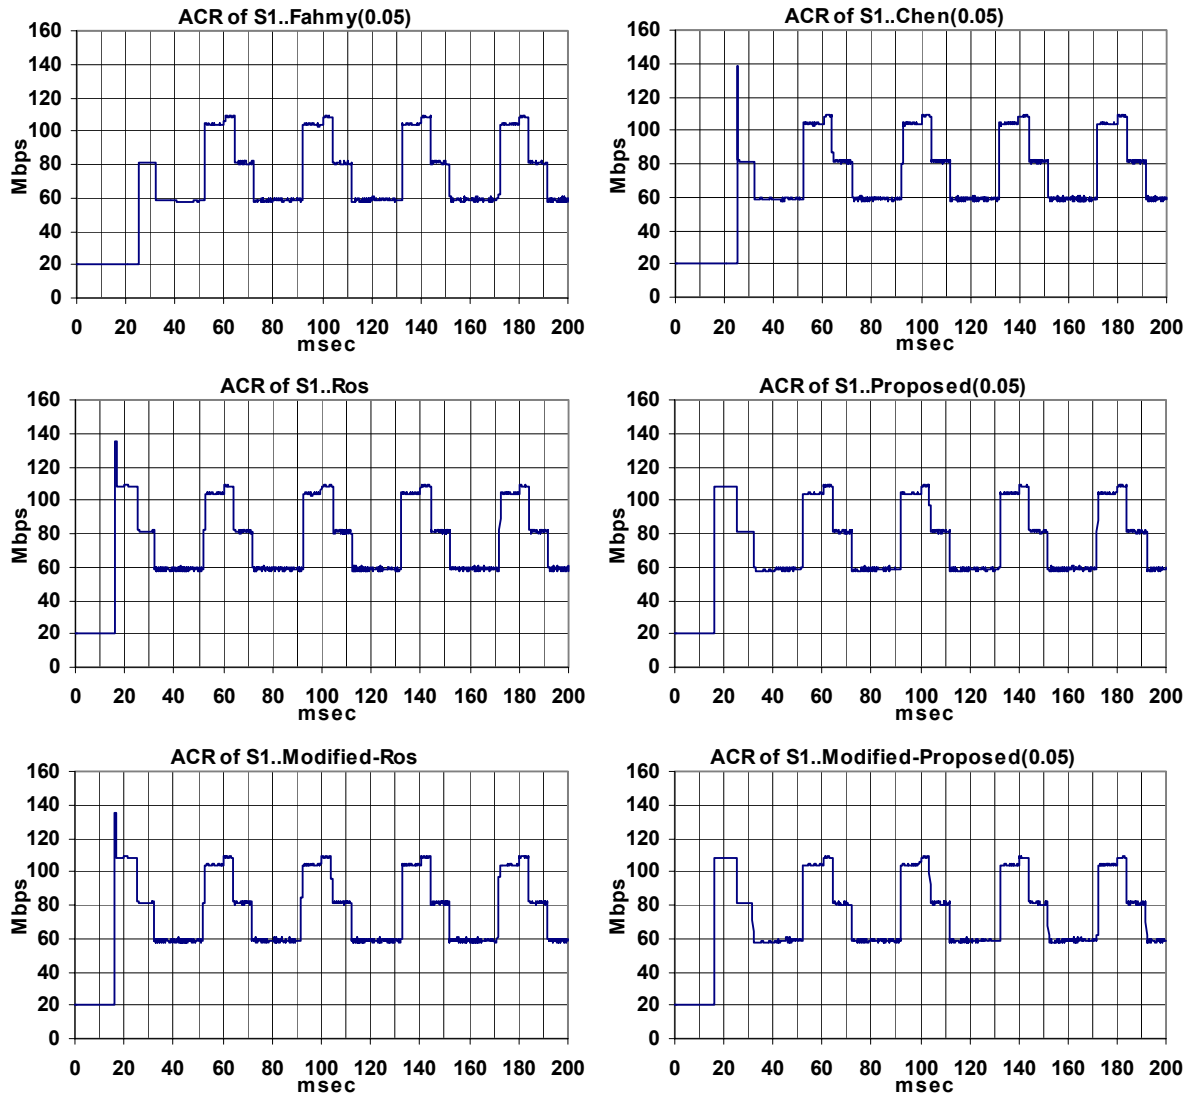 ACR of S1..Fahmy(0.05)
160
140
120
100
80
60
40
20
0
Mbps
0 20 40 60 80 100 120 140 160 180 200
msec
ACR of S1..Chen(0.05)
160
140
120
100
80
60
40
20
0
Mbps
0 20 40 60 80 100 120 140 160 180 200
msec
ACR of S1..Ros
160
140
120
100
80
60
40
20
0
Mbps
0 20 40 60 80 100 120 140 160 180 200
msec
ACR of S1..Proposed(0.05)
160
140
120
100
80
60
40
20
0
Mbps
0 20 40 60 80 100 120 140 160 180 200
msec
ACR of S1..Modified-Ros
160
140
120
100
80
60
40
20
0
Mbps
0 20 40 60 80 100 120 140 160 180 200
msec
ACR of S1..Modified-Proposed(0.05)
160
140
120
100
80
60
40
20
0
Mbps
0 20 40 60 80 100 120 140 160 180 200
msec